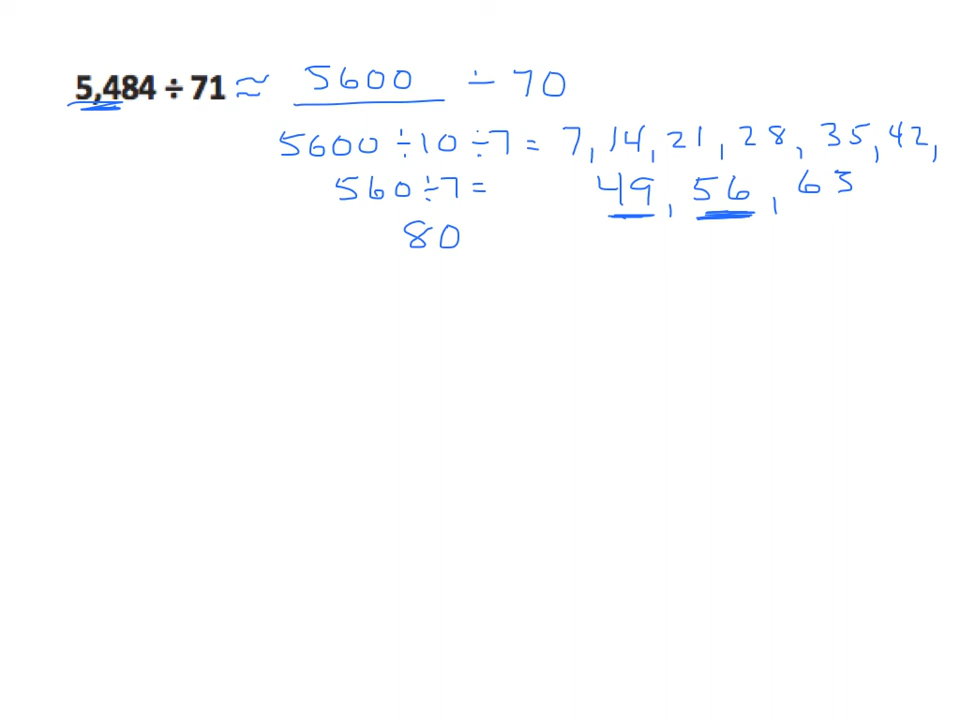 5,484 ÷ 71 ≈ 5600 ÷ 70
5600 ÷ 10 ÷ 7 = 7, 14, 21, 28, 35, 42,
560 ÷ 7 = 49, 56, 63
80